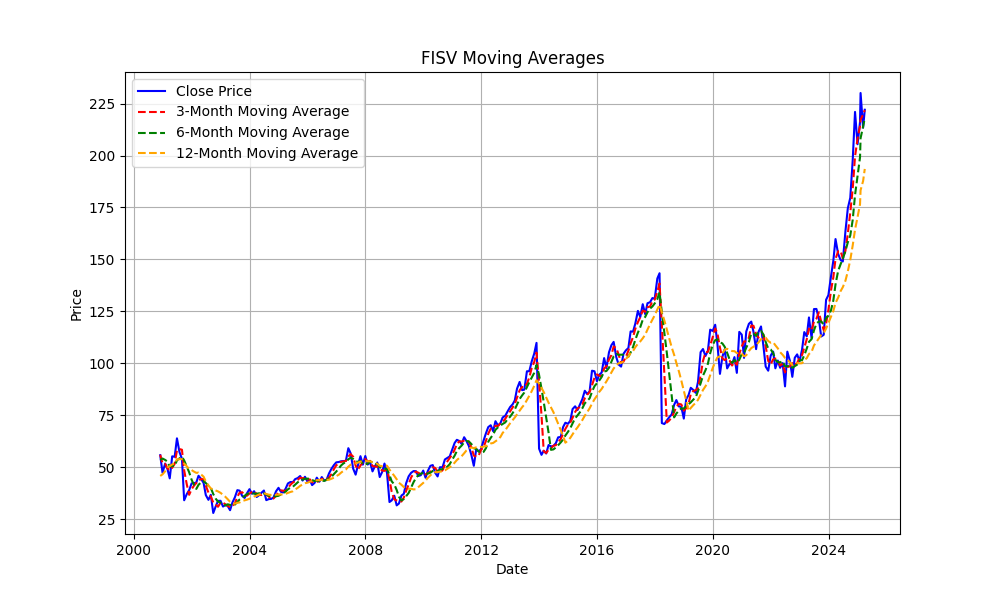 FISV Moving Averages
Close Price
3-Month Moving Average
6-Month Moving Average
12-Month Moving Average
225
200
175
150
125
100
75
50
25
Price
2000 2004 2008 2012 2016 2020 2024
Date